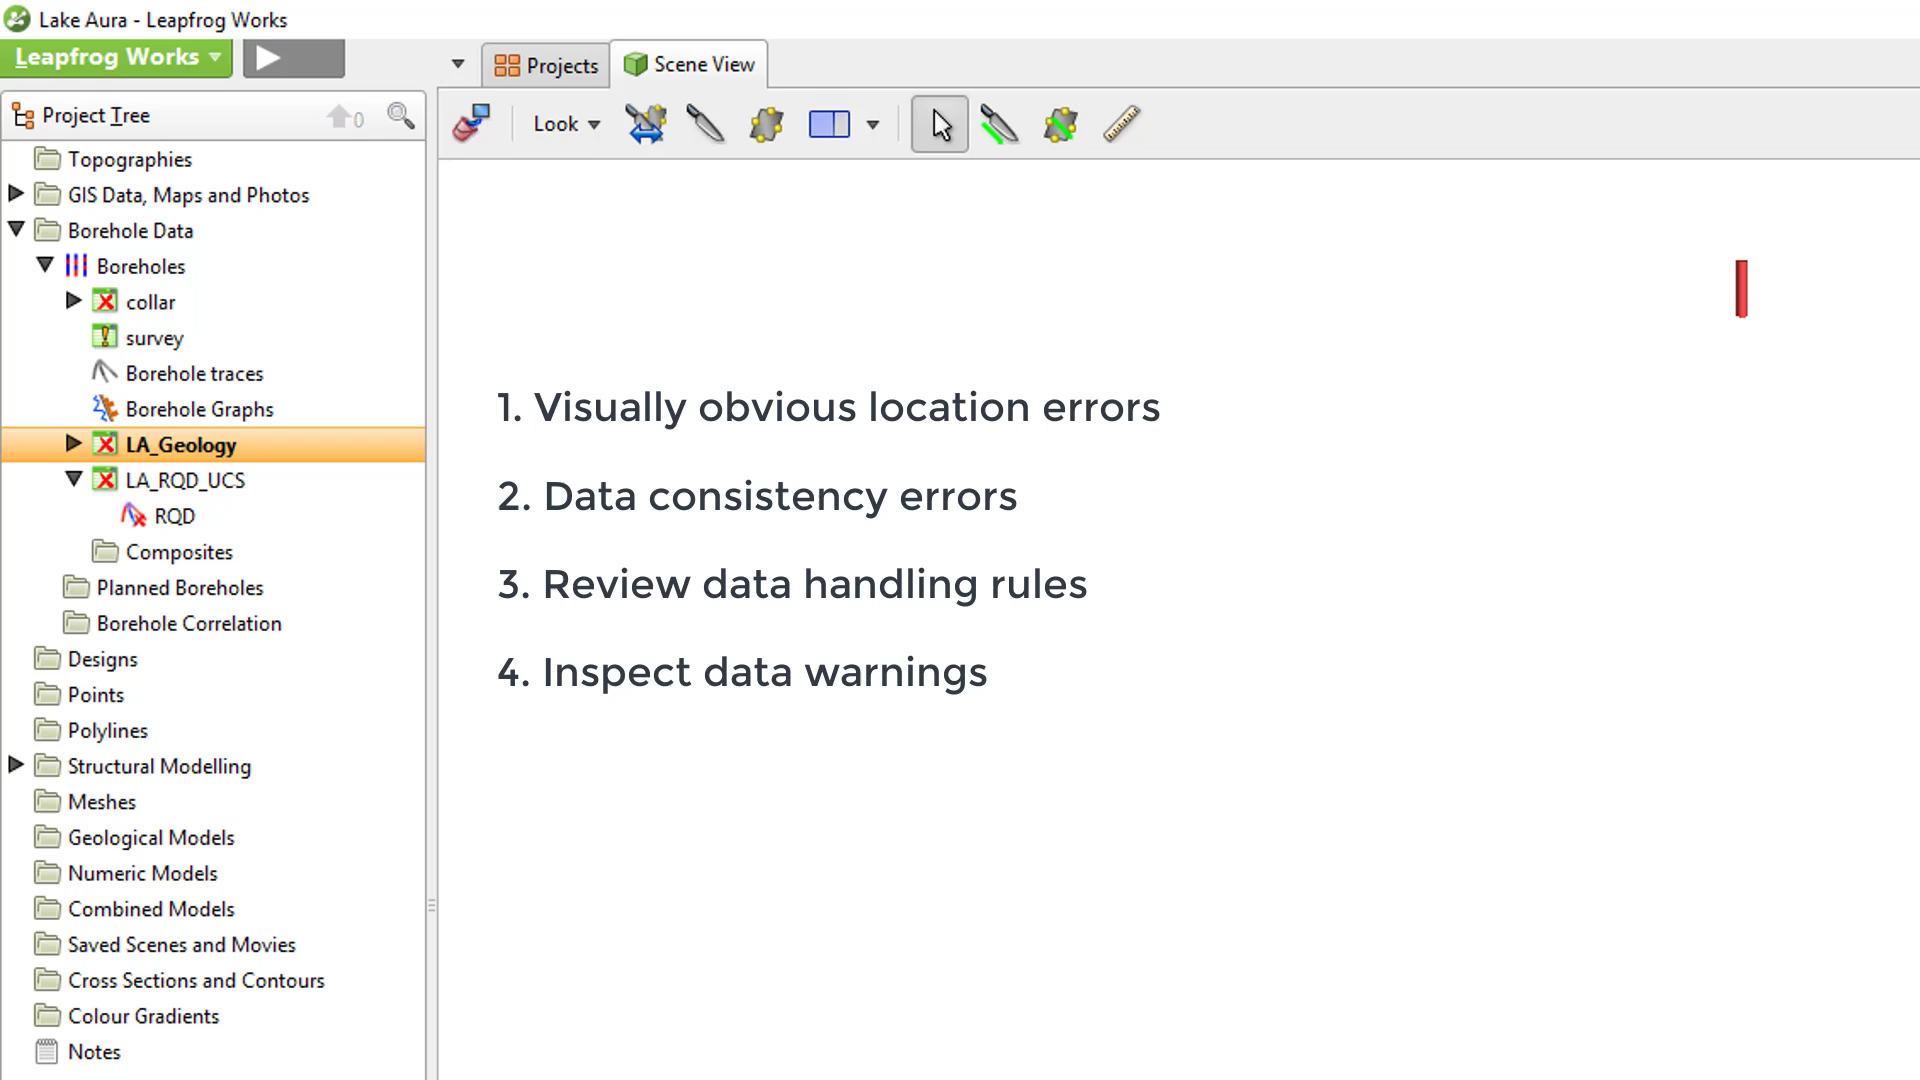 Lake Aura - Leapfrog Works
Leapfrog Works
Projects
Scene View
Project Tree
0
Look
Topographies
GIS Data, Maps and Photos
Borehole Data
Boreholes
collar
survey
Borehole traces
Borehole Graphs
LA_Geology
LA_RQD_UCS
RQD
Composites
Planned Boreholes
Borehole Correlation
Designs
Points
Polylines
Structural Modelling
Meshes
Geological Models
Numeric Models
Combined Models
Saved Scenes and Movies
Cross Sections and Contours
Colour Gradients
Notes
1. Visually obvious location errors
2. Data consistency errors
3. Review data handling rules
4. Inspect data warnings